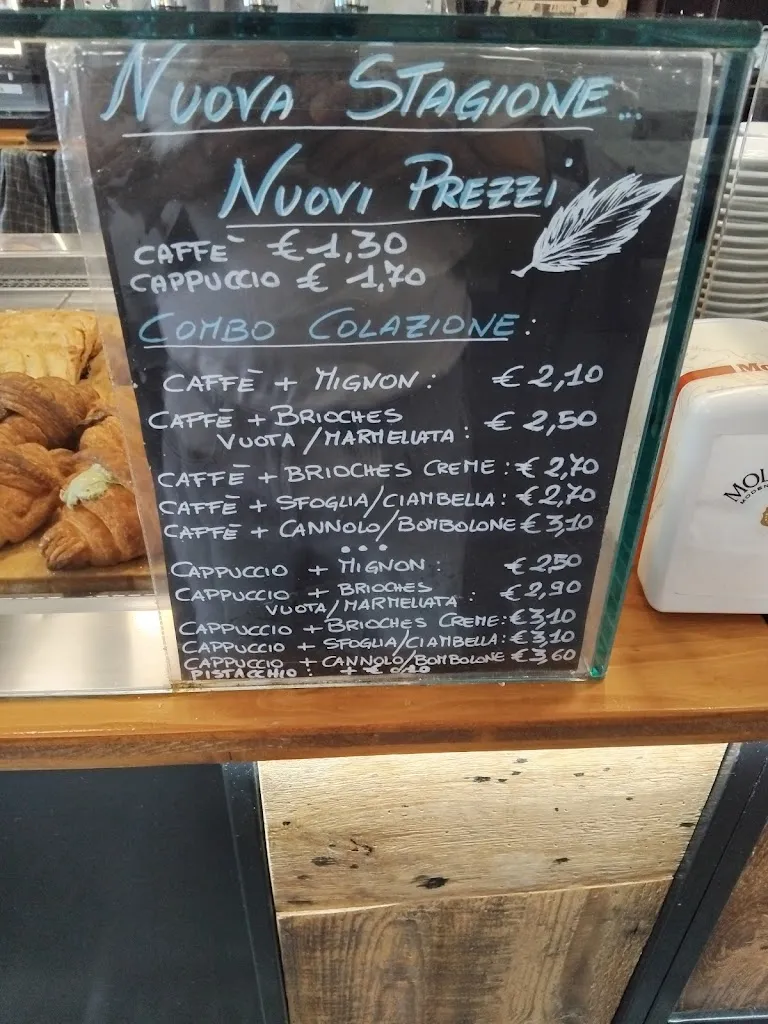 NUOVA STAGIONE...
NUOVI PREZZI
CAFFÈ € 1,30
CAPPUCCIO € 1,70
COMBO COLAZIONE:
CAFFÈ + MIGNON: € 2,10
CAFFÈ + BRIOCHES € 2,50
VUOTA/MARMELLATA:
CAFFÈ + BRIOCHES CREME: € 2,70
CAFFÈ + SFOGLIA/CIAMBELLA: € 2,70
CAFFÈ + CANNOLO/BOMBOLONE € 3,10
...
CAPPUCCIO + MIGNON: € 2,50
CAPPUCCIO + BRIOCHES € 2,90
VUOTA/MARMELLATA:
CAPPUCCIO + BRIOCHES CREME: € 3,10
CAPPUCCIO + SFOGLIA/CIAMBELLA: € 3,10
CAPPUCCIO + CANNOLO/BOMBOLONE € 3,60
PISTACCHIO: + €